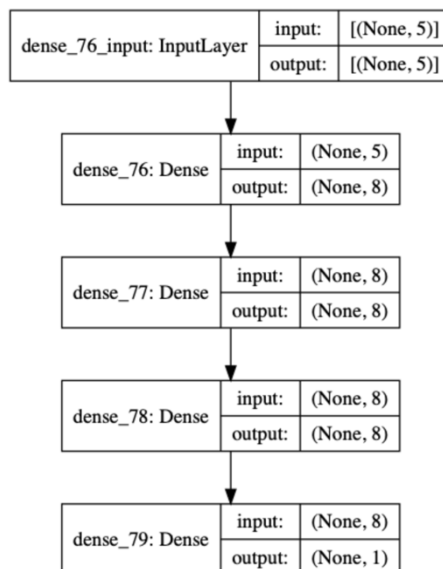 dense_76_input: InputLayer
input: [(None, 5)]
output: [(None, 5)]
dense_76: Dense
input: (None, 5)
output: (None, 8)
dense_77: Dense
input: (None, 8)
output: (None, 8)
dense_78: Dense
input: (None, 8)
output: (None, 8)
dense_79: Dense
input: (None, 8)
output: (None, 1)